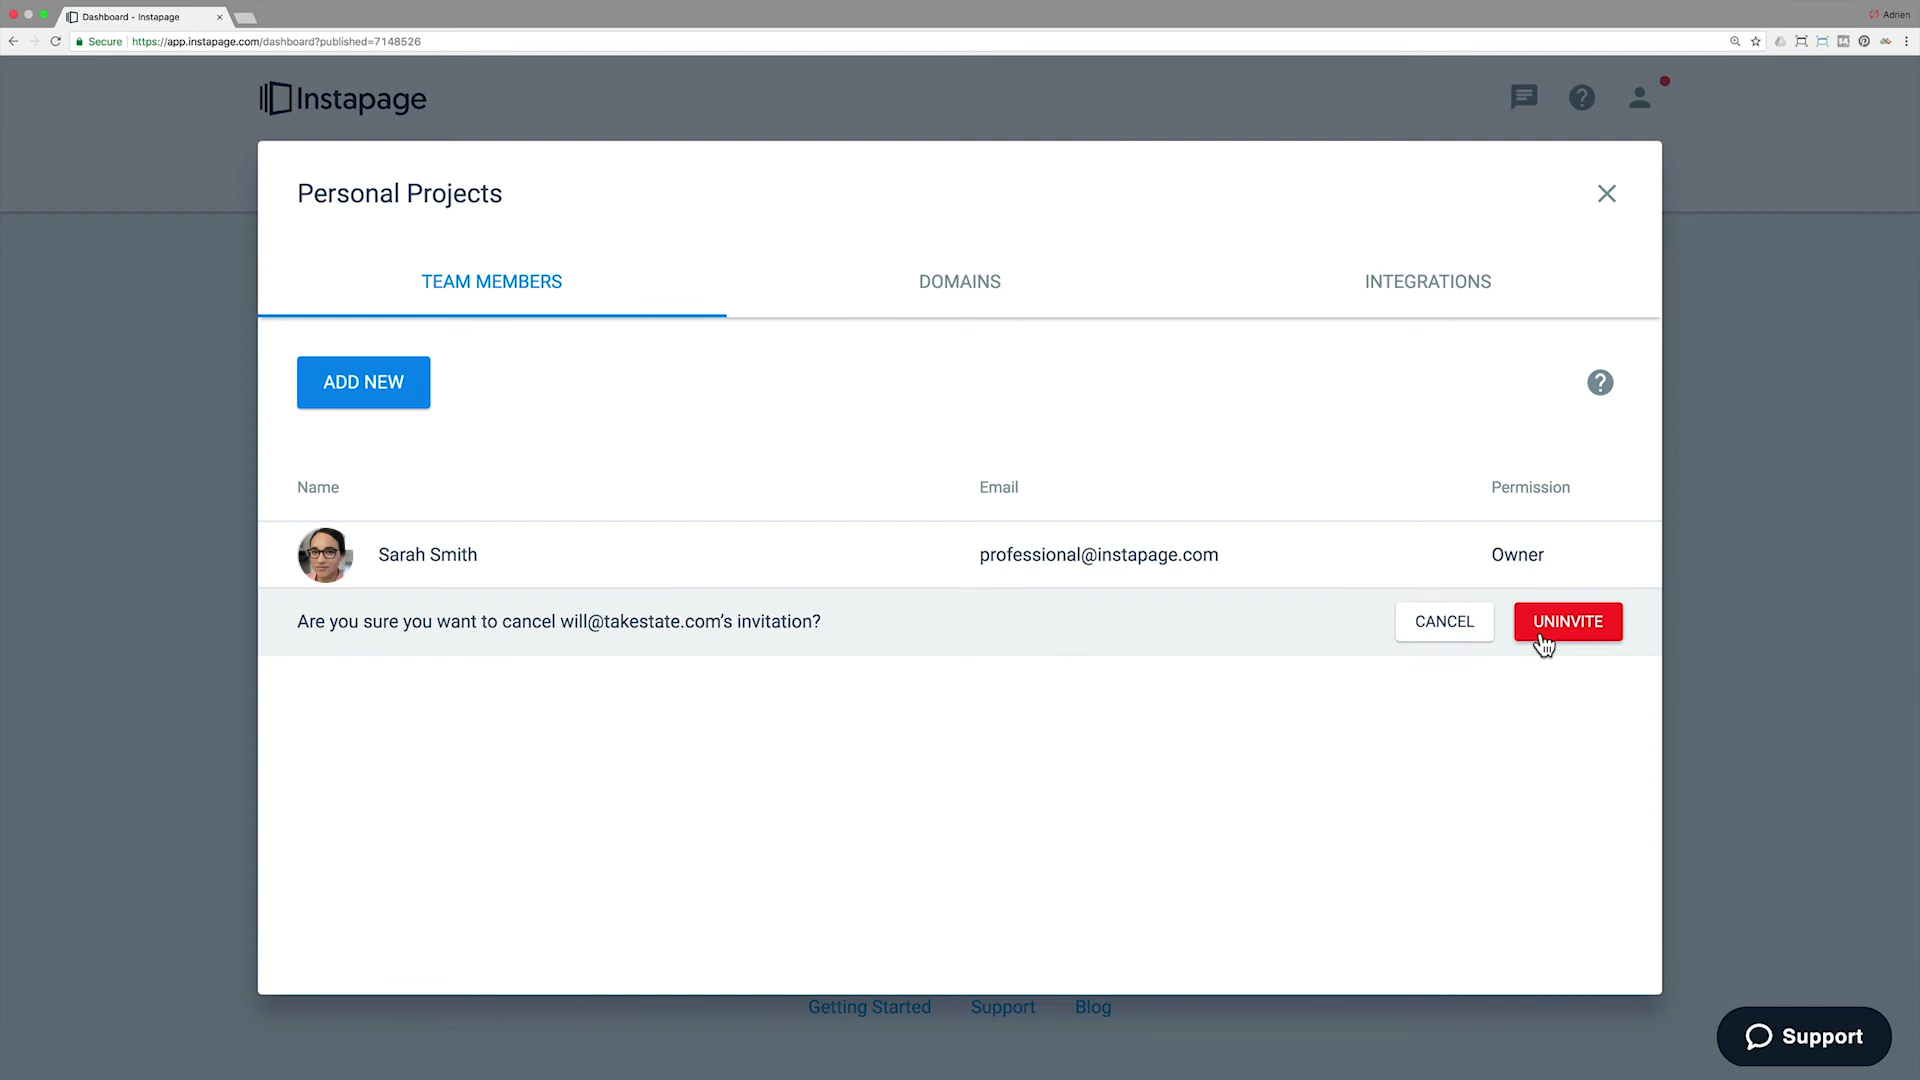 Dashboard - Instapage
Adrien
Secure
https://app.instapage.com/dashboard?published=7148526
Instapage
Personal Projects
TEAM MEMBERS
DOMAINS
INTEGRATIONS
ADD NEW
Name
Email
Permission
Sarah Smith
professional@instapage.com
Owner
Are you sure you want to cancel will@takestate.com’s invitation?
CANCEL
UNINVITE
Getting Started
Support
Blog
Support